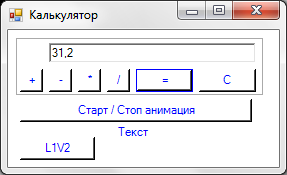 Калькулятор
31,2
+ - * / = C
Старт / Стоп анимация
Текст
L1V2